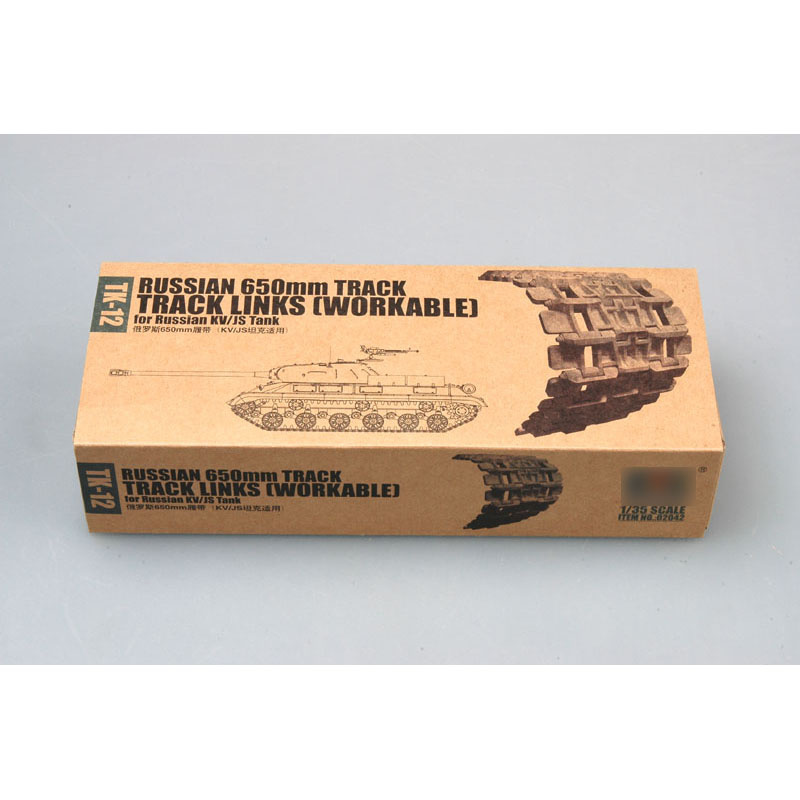 TK-12
RUSSIAN 650mm TRACK
TRACK LINKS (WORKABLE)
for Russian KV/JS Tank
俄罗斯650mm履带（KV/JS坦克适用）
TK-12
RUSSIAN 650mm TRACK
TRACK LINKS (WORKABLE)
for Russian KV/JS Tank
俄罗斯650mm履带（KV/JS坦克适用）
®
1/35 SCALE
ITEM NO.:02042